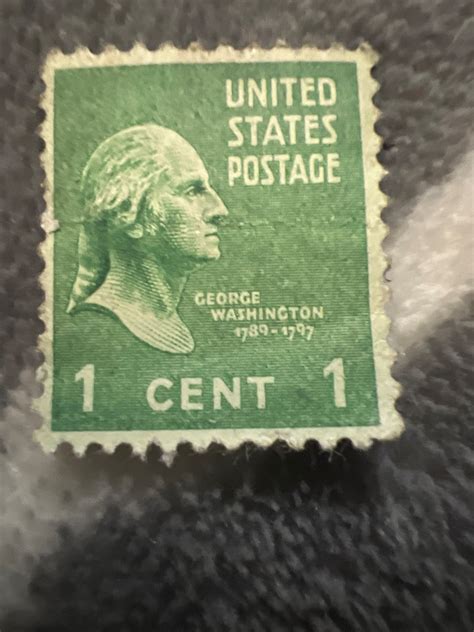 UNITED
STATES
POSTAGE
GEORGE
WASHINGTON
1789-1797
1 CENT 1